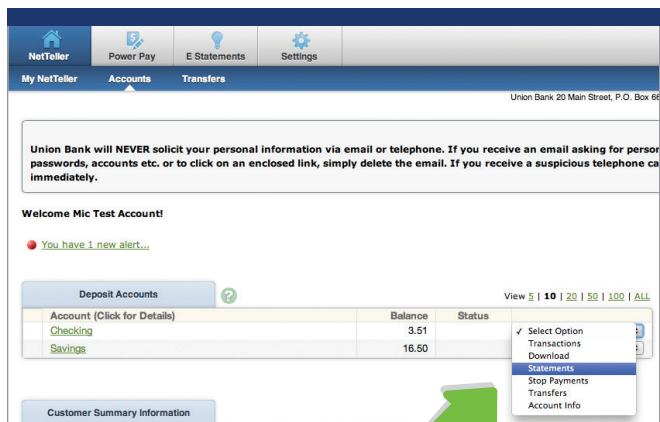 NetTeller Power Pay E Statements Settings
My NetTeller Accounts Transfers
Union Bank 20 Main Street, P.O. Box 66
Union Bank will NEVER solicit your personal information via email or telephone. If you receive an email asking for person
passwords, accounts etc. or to click on an enclosed link, simply delete the email. If you receive a suspicious telephone ca
immediately.
Welcome Mic Test Account!
You have 1 new alert...
Deposit Accounts ? View 5 | 10 | 20 | 50 | 100 | ALL
Account (Click for Details) Balance Status
Checking 3.51
Savings 16.50
✓ Select Option
Transactions
Download
Statements
Stop Payments
Transfers
Account Info
Customer Summary Information